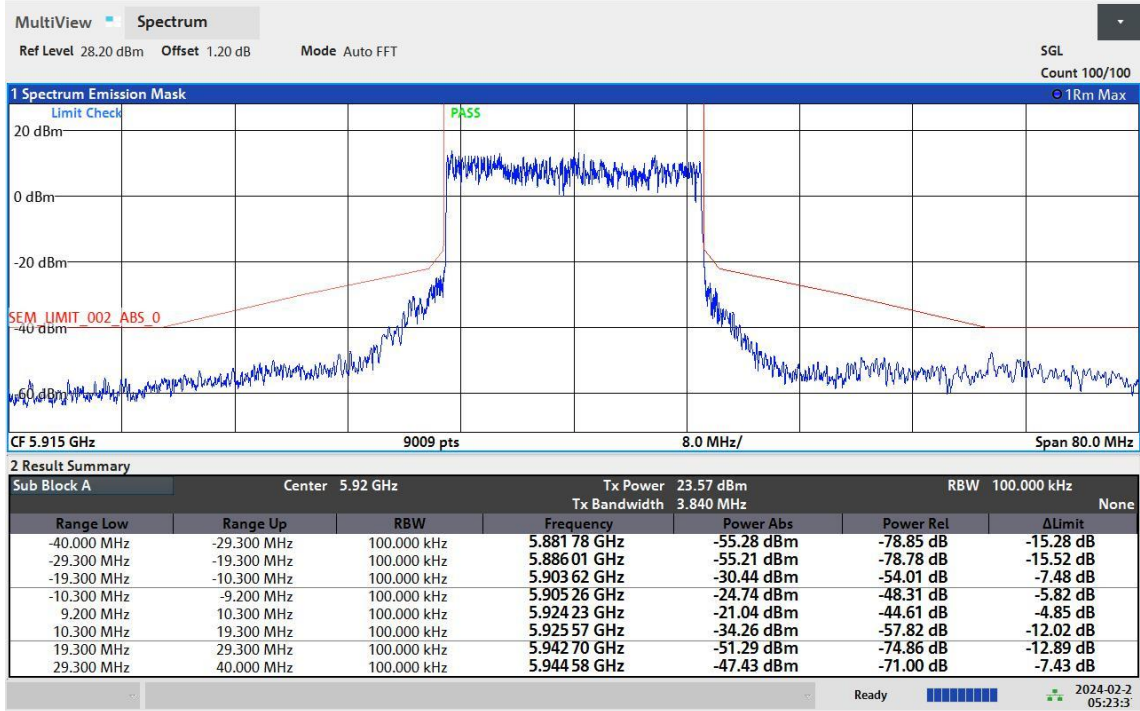 MultiView Spectrum
Ref Level 28.20 dBm Offset 1.20 dB Mode Auto FFT SGL
Count 100/100
1 Spectrum Emission Mask 1Rm Max
Limit Check PASS
20 dBm
0 dBm
-20 dBm
SEM_LIMIT_002_ABS_0
-40 dBm
-60 dBm
CF 5.915 GHz 9009 pts 8.0 MHz/ Span 80.0 MHz
2 Result Summary
Sub Block A Center 5.92 GHz Tx Power 23.57 dBm RBW 100.000 kHz
Tx Bandwidth 3.840 MHz None
Range Low Range Up RBW Frequency Power Abs Power Rel ΔLimit
-40.000 MHz -29.300 MHz 100.000 kHz 5.881 78 GHz -55.28 dBm -78.85 dB -15.28 dB
-29.300 MHz -19.300 MHz 100.000 kHz 5.886 01 GHz -55.21 dBm -78.78 dB -15.52 dB
-19.300 MHz -10.300 MHz 100.000 kHz 5.903 62 GHz -30.44 dBm -54.01 dB -7.48 dB
-10.300 MHz -9.200 MHz 100.000 kHz 5.905 26 GHz -24.74 dBm -48.31 dB -5.82 dB
9.200 MHz 10.300 MHz 100.000 kHz 5.924 23 GHz -21.04 dBm -44.61 dB -4.85 dB
10.300 MHz 19.300 MHz 100.000 kHz 5.925 57 GHz -34.26 dBm -57.82 dB -12.02 dB
19.300 MHz 29.300 MHz 100.000 kHz 5.942 70 GHz -51.29 dBm -74.86 dB -12.89 dB
29.300 MHz 40.000 MHz 100.000 kHz 5.944 58 GHz -47.43 dBm -71.00 dB -7.43 dB
Ready 2024-02-2
05:23:3